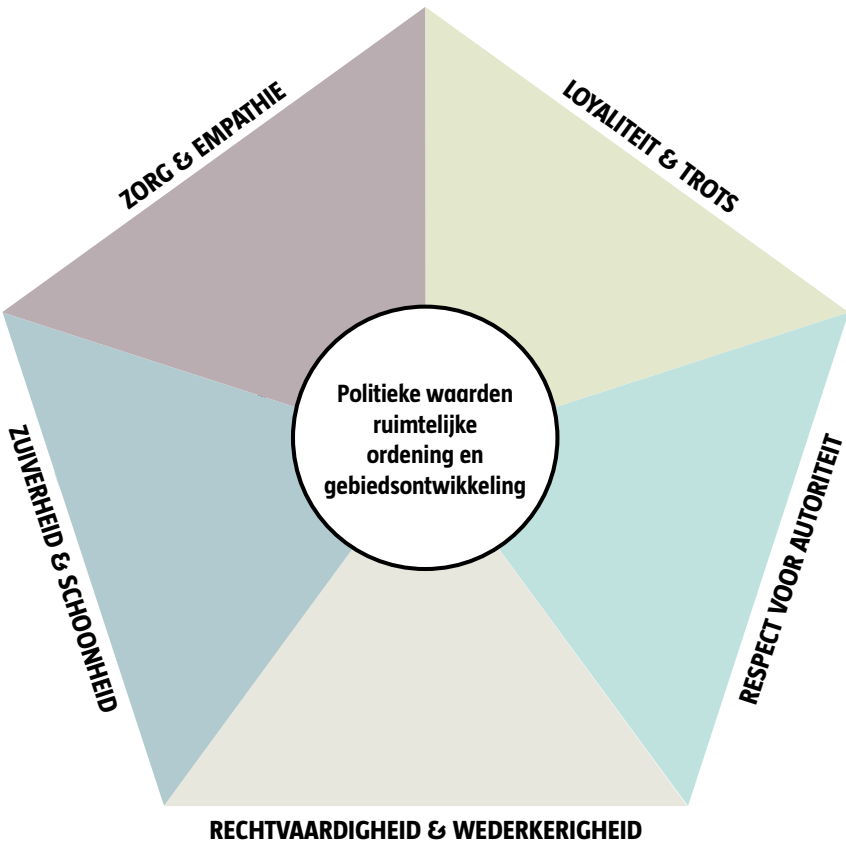 ZORG & EMPATHIE
LOYALITEIT & TROTS
Politieke waarden
ruimtelijke
ordening en
gebiedsontwikkeling
ZUIVERHEID & SCHOONHEID
RESPECT VOOR AUTORITEIT
RECHTVAARDIGHEID & WEDERKERIGHEID